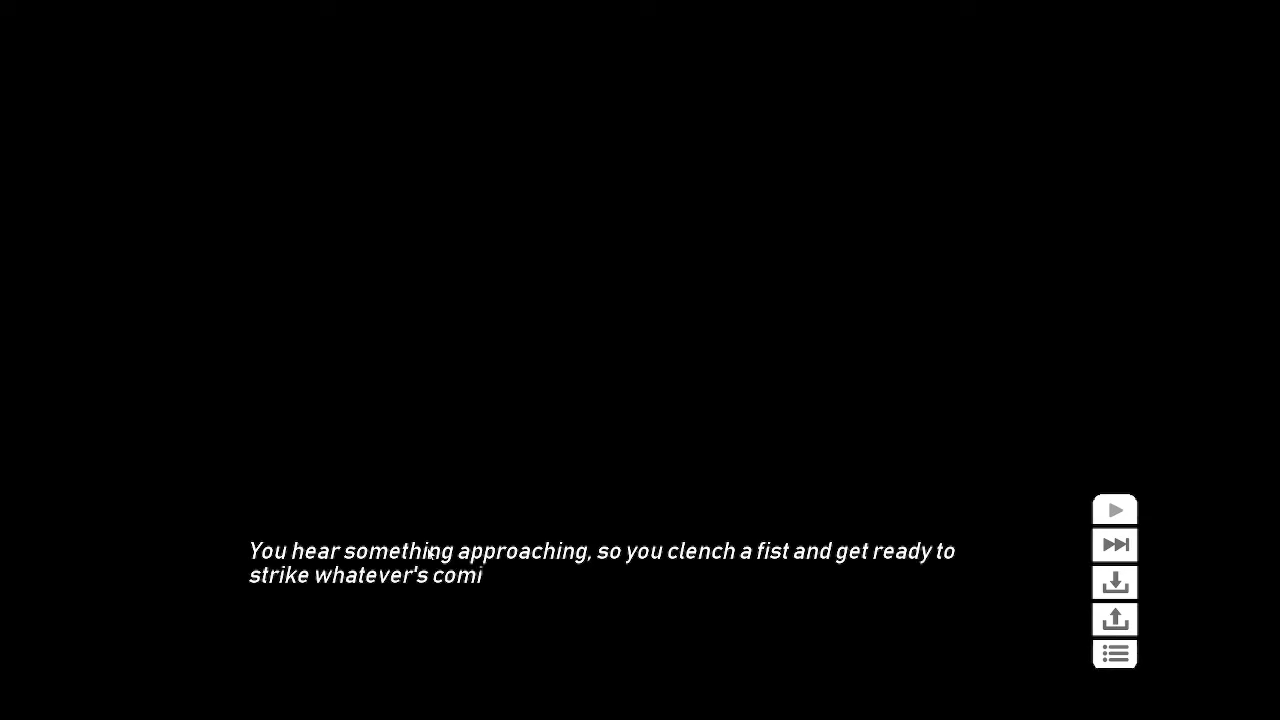 You hear something approaching, so you clench a fist and get ready to
strike whatever's comi